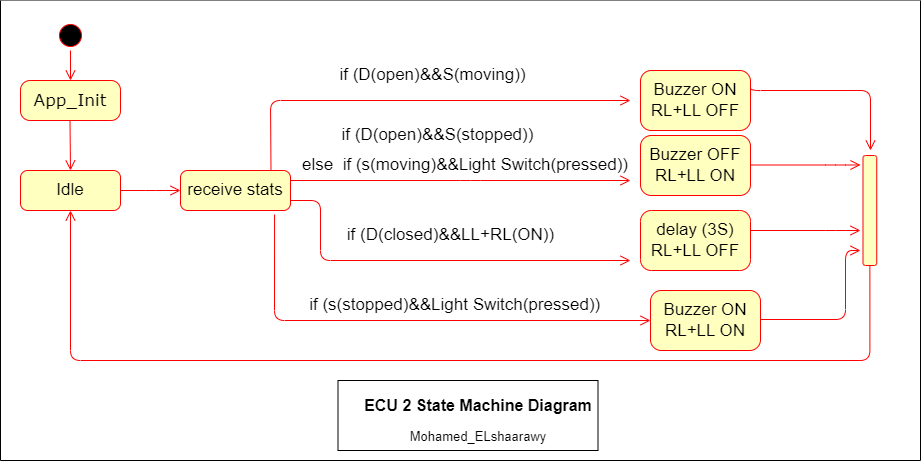 App_Init
Idle
receive stats
if (D(open)&&S(moving))
Buzzer ON
RL+LL OFF
if (D(open)&&S(stopped))
else  if (s(moving)&&Light Switch(pressed))
Buzzer OFF
RL+LL ON
if (D(closed)&&LL+RL(ON))
delay (3S)
RL+LL OFF
if (s(stopped)&&Light Switch(pressed))
Buzzer ON
RL+LL ON
ECU 2 State Machine Diagram
Mohamed_ELshaarawy